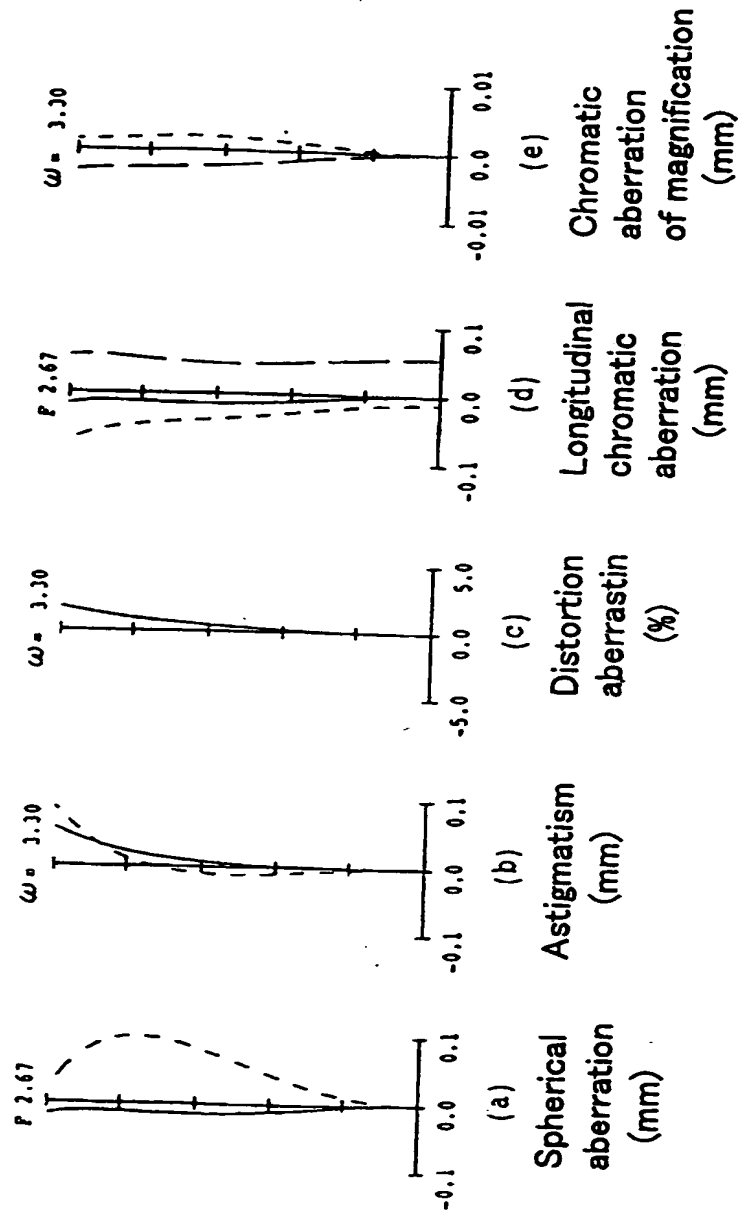 P 2.67
-0.1 0.0 0.1
(a)
Spherical
aberration
(mm)
ω= 3.30
-0.1 0.0 0.1
(b)
Astigmatism
(mm)
ω= 3.30
-5.0 0.0 5.0
(c)
Distortion
aberrastin
(%)
P 2.67
-0.1 0.0 0.1
(d)
Longitudinal
chromatic
aberration
(mm)
ω= 3.30
-0.01 0.0 0.01
(e)
Chromatic
aberration
of magnification
(mm)